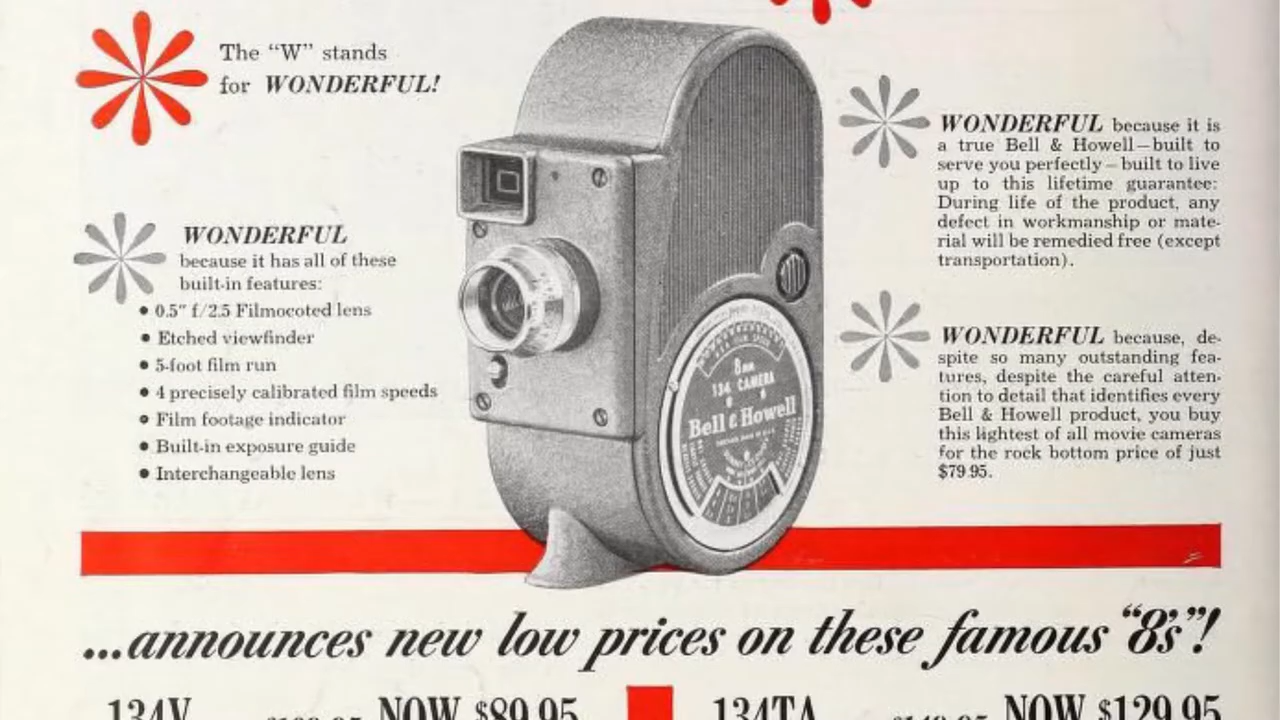 The “W” stands
for WONDERFUL!
WONDERFUL
because it has all of these
built-in features:
• 0.5" f/2.5 Filmocoted lens
• Etched viewfinder
• 5-foot film run
• 4 precisely calibrated film speeds
• Film footage indicator
• Built-in exposure guide
• Interchangeable lens
8mm
134 CAMERA
Bell & Howell
WONDERFUL because it is
a true Bell & Howell—built to
serve you perfectly—built to live
up to this lifetime guarantee:
During life of the product, any
defect in workmanship or mate-
rial will be remedied free (except
transportation).
WONDERFUL because, de-
spite so many outstanding fea-
tures, despite the careful atten-
tion to detail that identifies every
Bell & Howell product, you buy
this lightest of all movie cameras
for the rock bottom price of just
$79 95.
...announces new low prices on these famous “8's”!
134V NOW $89.95
134TA NOW $129.95